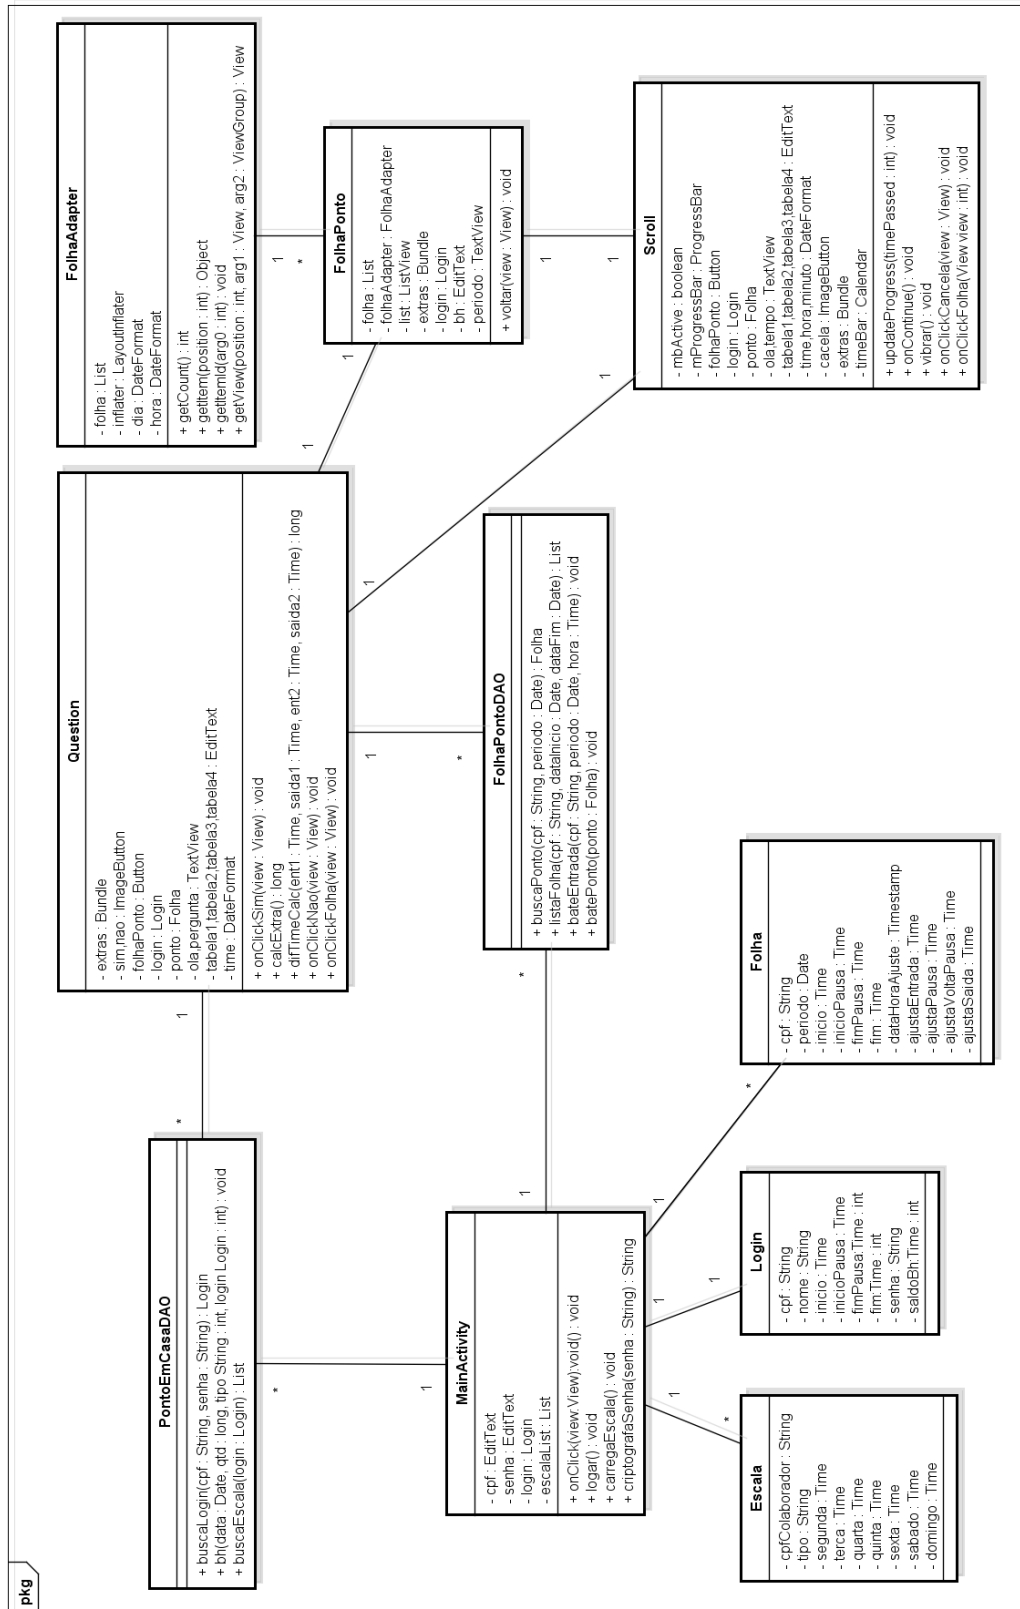 pkg
PontoEmCasaDAO
+ buscaLogin(cpf : String, senha : String) : Login
+ bh(data : Date, qtd : long, tipo String : int, login Login : int) : void
+ buscaEscala(login : Login) : List
*
1
Question
- extras : Bundle
- sim,nao : ImageButton
- folhaPonto : Button
- login : Login
- ponto : Folha
- ola,pergunta : TextView
- tabela1,tabela2,tabela3,tabela4 : EditText
- time : DateFormat
+ onClickSim(view : View) : void
+ calcExtra() : long
+ difTimeCalc(ent1 : Time, saida1 : Time, ent2 : Time, saida2 : Time) : long
+ onClickNao(view : View) : void
+ onClickFolha(view : View) : void
FolhaAdapter
- folha : List
- inflater : LayoutInflater
- dia : DateFormat
- hora : DateFormat
+ getCount() : int
+ getItem(position : int) : Object
+ getItemId(arg0 : int) : void
+ getView(position : int, arg1 : View, arg2 : ViewGroup) : View
*
1
1
*
1
*
1
1
1
*
FolhaPonto
- folha : List
- folhaAdapter : FolhaAdapter
- list : ListView
- extras : Bundle
- login : Login
- bh : EditText
- periodo : TextView
+ voltar(view : View) : void
MainActivity
- cpf : EditText
- senha : EditText
- login : Login
- escalaList : List
+ onClick(view:View):void() : void
+ logar() : void
+ carregaEscala() : void
+ criptografaSenha(senha : String) : String
1
*
FolhaPontoDAO
+ buscaPonto(cpf : String, periodo : Date) : Folha
+ listaFolha(cpf : String, dataInicio : Date, dataFim : Date) : List
+ bateEntrada(cpf : String, periodo : Date, hora : Time) : void
+ batePonto(ponto : Folha) : void
1
1
1
1
1
1
*
1
*
Escala
- cpfColaborador : String
- tipo : String
- segunda : Time
- terca : Time
- quarta : Time
- quinta : Time
- sexta : Time
- sabado : Time
- domingo : Time
Login
- cpf : String
- nome : String
- inicio : Time
- inicioPausa : Time
- fimPausa:Time : int
- fim:Time : int
- senha : String
- saldoBh:Time : int
Folha
- cpf : String
- periodo : Date
- inicio : Time
- inicioPausa : Time
- fimPausa : Time
- fim : Time
- dataHoraAjuste : Timestamp
- ajustaEntrada : Time
- ajustaPausa : Time
- ajustaVoltaPausa : Time
- ajustaSaida : Time
Scroll
- mbActive : boolean
- mProgressBar : ProgressBar
- folhaPonto : Button
- login : Login
- ponto : Folha
- ola,tempo : TextView
- tabela1,tabela2,tabela3,tabela4 : EditText
- time,hora,minuto : DateFormat
- cacela : ImageButton
- extras : Bundle
- timeBar : Calendar
+ updateProgress(timePassed : int) : void
+ onContinue() : void
+ vibrar() : void
+ onClickCancela(view : View) : void
+ onClickFolha(View view : int) : void